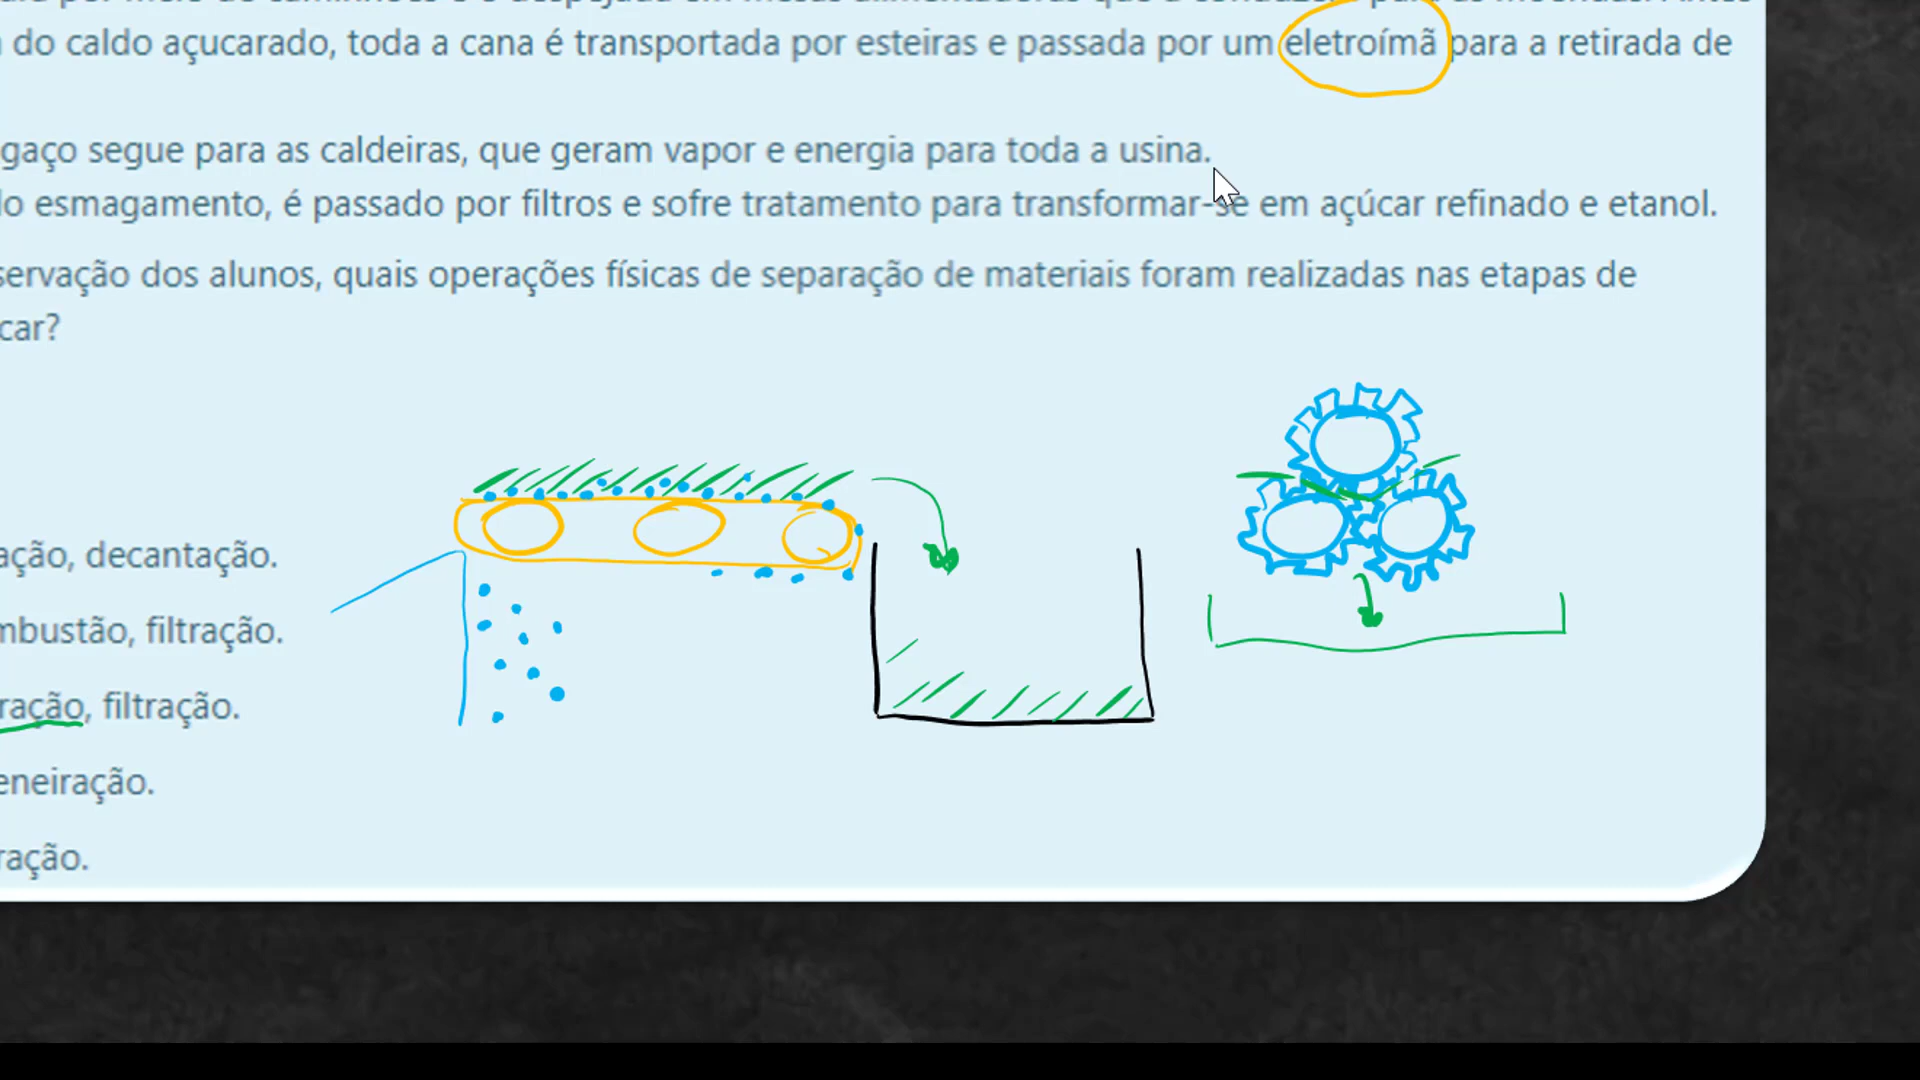 do caldo açucarado, toda a cana é transportada por esteiras e passada por um eletroímã para a retirada de
gaço segue para as caldeiras, que geram vapor e energia para toda a usina.
lo esmagamento, é passado por filtros e sofre tratamento para transformar-se em açúcar refinado e etanol.
servação dos alunos, quais operações físicas de separação de materiais foram realizadas nas etapas de
car?
ação, decantação.
mbustão, filtração.
ração, filtração.
eneiração.
ração.